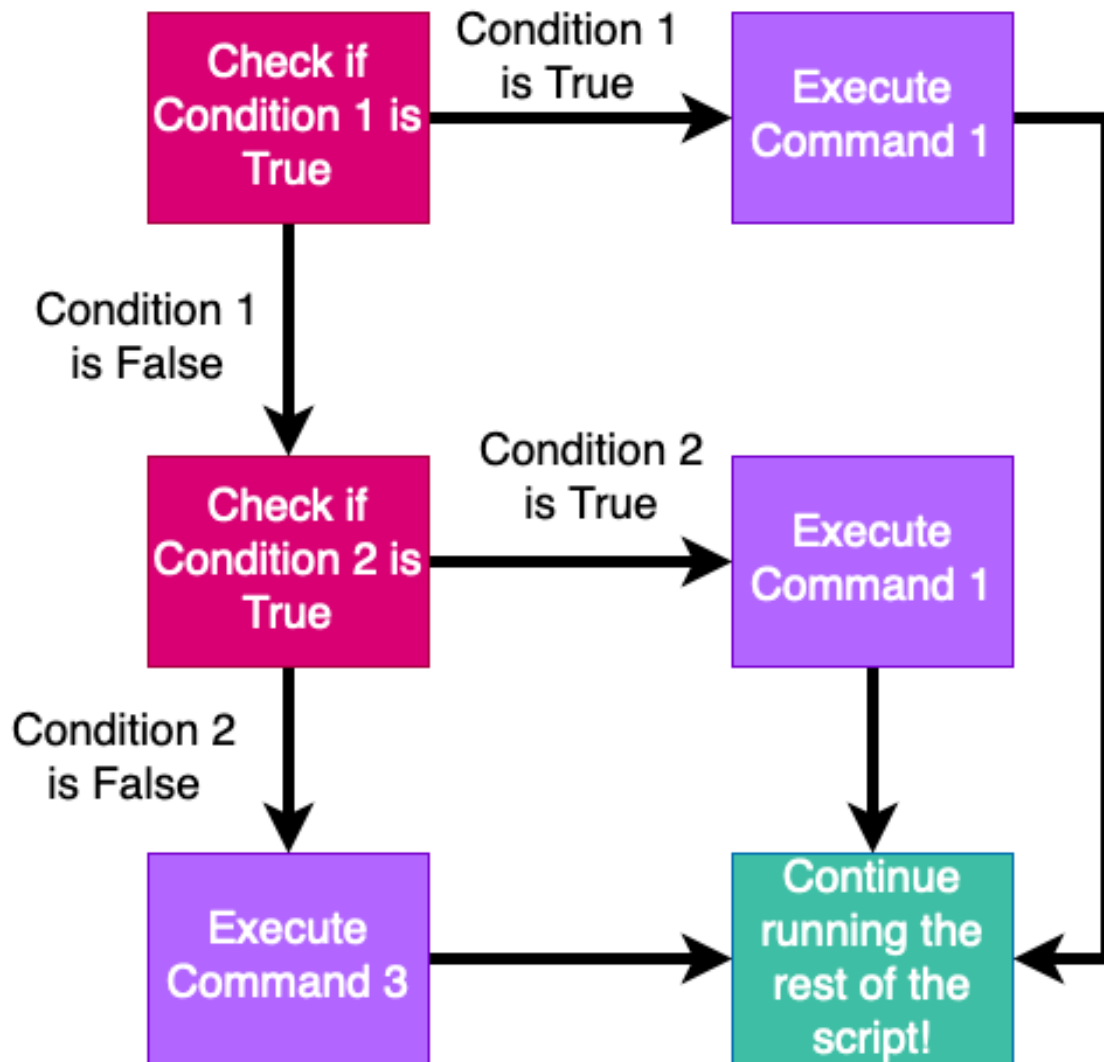 Check if
Condition 1 is
True
Condition 1
is True
Execute
Command 1
Condition 1
is False
Check if
Condition 2 is
True
Condition 2
is True
Execute
Command 1
Condition 2
is False
Execute
Command 3
Continue
running the
rest of the
script!